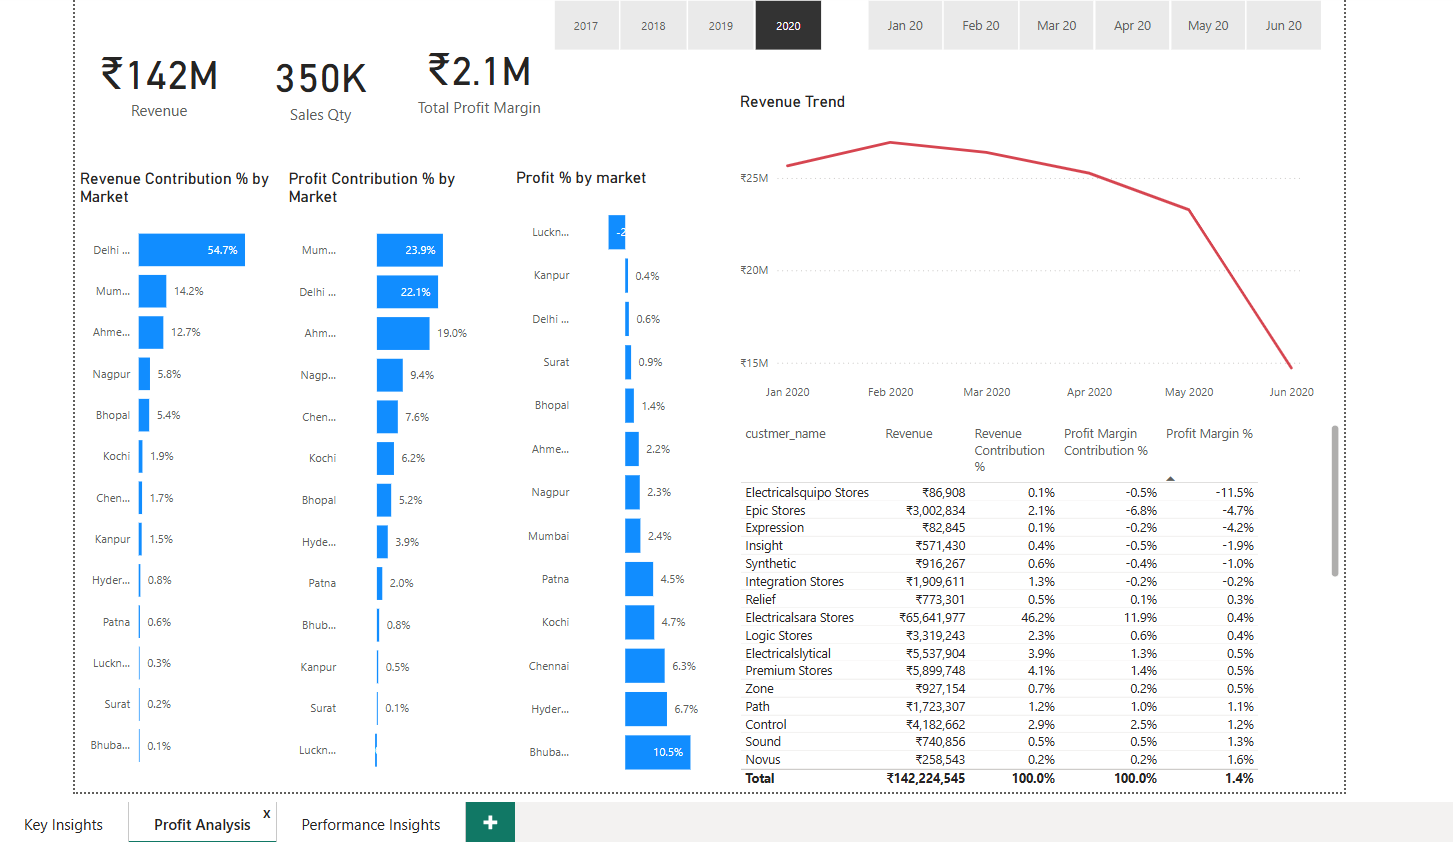 2017 2018 2019 2020 Jan 20 Feb 20 Mar 20 Apr 20 May 20 Jun 20
₹142M
Revenue
350K
Sales Qty
₹2.1M
Total Profit Margin
Revenue Contribution % by
Market
Delhi ... 54.7%
Mum... 14.2%
Ahme... 12.7%
Nagpur 5.8%
Bhopal 5.4%
Kochi 1.9%
Chen... 1.7%
Kanpur 1.5%
Hyder... 0.8%
Patna 0.6%
Luckn... 0.3%
Surat 0.2%
Bhuba... 0.1%
Profit Contribution % by
Market
Mum... 23.9%
Delhi ... 22.1%
Ahm... 19.0%
Nagp... 9.4%
Chen... 7.6%
Kochi 6.2%
Bhopal 5.2%
Hyde... 3.9%
Patna 2.0%
Bhub... 0.8%
Kanpur 0.5%
Surat 0.1%
Luckn...
Profit % by market
Luckn... -2
Kanpur 0.4%
Delhi ... 0.6%
Surat 0.9%
Bhopal 1.4%
Ahme... 2.2%
Nagpur 2.3%
Mumbai 2.4%
Patna 4.5%
Kochi 4.7%
Chennai 6.3%
Hyder... 6.7%
Bhuba... 10.5%
Revenue Trend
₹25M
₹20M
₹15M
Jan 2020 Feb 2020 Mar 2020 Apr 2020 May 2020 Jun 2020
custmer_name Revenue Revenue Profit Margin Profit Margin %
Contribution Contribution %
%
Electricalsquipo Stores ₹86,908 0.1% -0.5% -11.5%
Epic Stores ₹3,002,834 2.1% -6.8% -4.7%
Expression ₹82,845 0.1% -0.2% -4.2%
Insight ₹571,430 0.4% -0.5% -1.9%
Synthetic ₹916,267 0.6% -0.4% -1.0%
Integration Stores ₹1,909,611 1.3% -0.2% -0.2%
Relief ₹773,301 0.5% 0.1% 0.3%
Electricalsara Stores ₹65,641,977 46.2% 11.9% 0.4%
Logic Stores ₹3,319,243 2.3% 0.6% 0.4%
Electricalslytical ₹5,537,904 3.9% 1.3% 0.5%
Premium Stores ₹5,899,748 4.1% 1.4% 0.5%
Zone ₹927,154 0.7% 0.2% 0.5%
Path ₹1,723,307 1.2% 1.0% 1.1%
Control ₹4,182,662 2.9% 2.5% 1.2%
Sound ₹740,856 0.5% 0.5% 1.3%
Novus ₹258,543 0.2% 0.2% 1.6%
Total ₹142,224,545 100.0% 100.0% 1.4%
Key Insights Profit Analysis x Performance Insights +